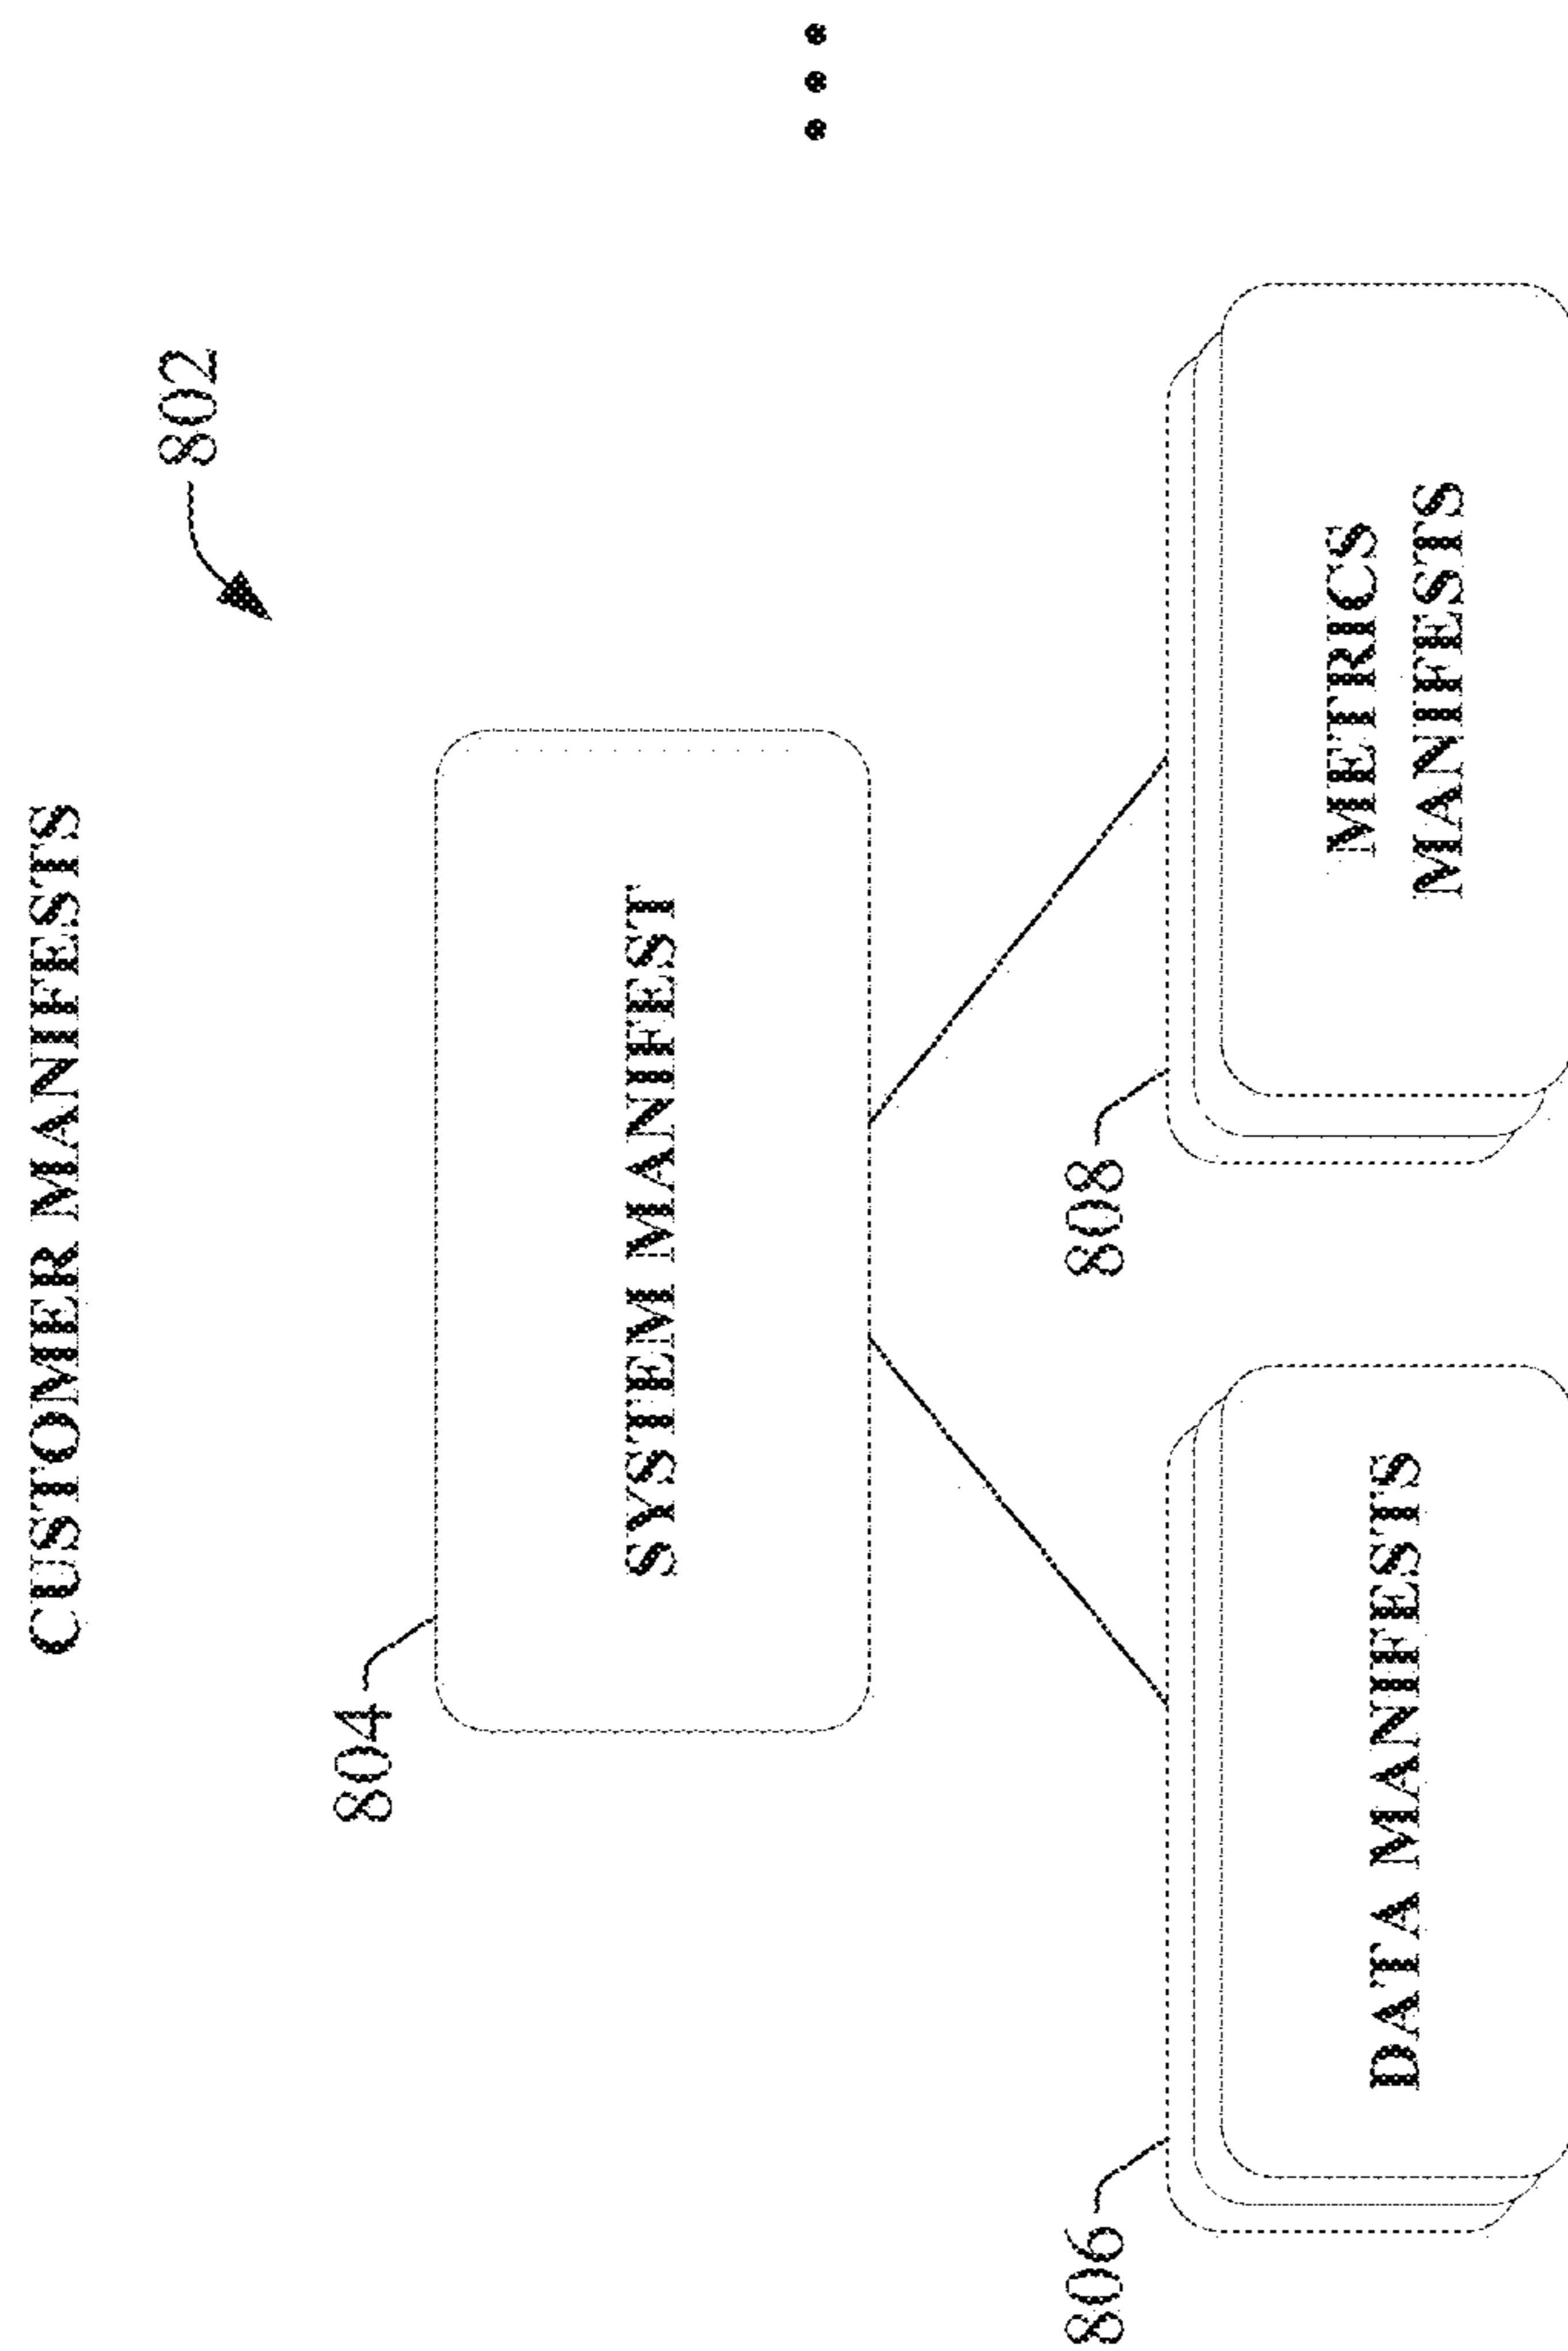 CUSTOMER MANIFESTS
802
804
SYSTEM MANIFEST
806
808
DATA MANIFESTS
METRICS
MANIFESTS